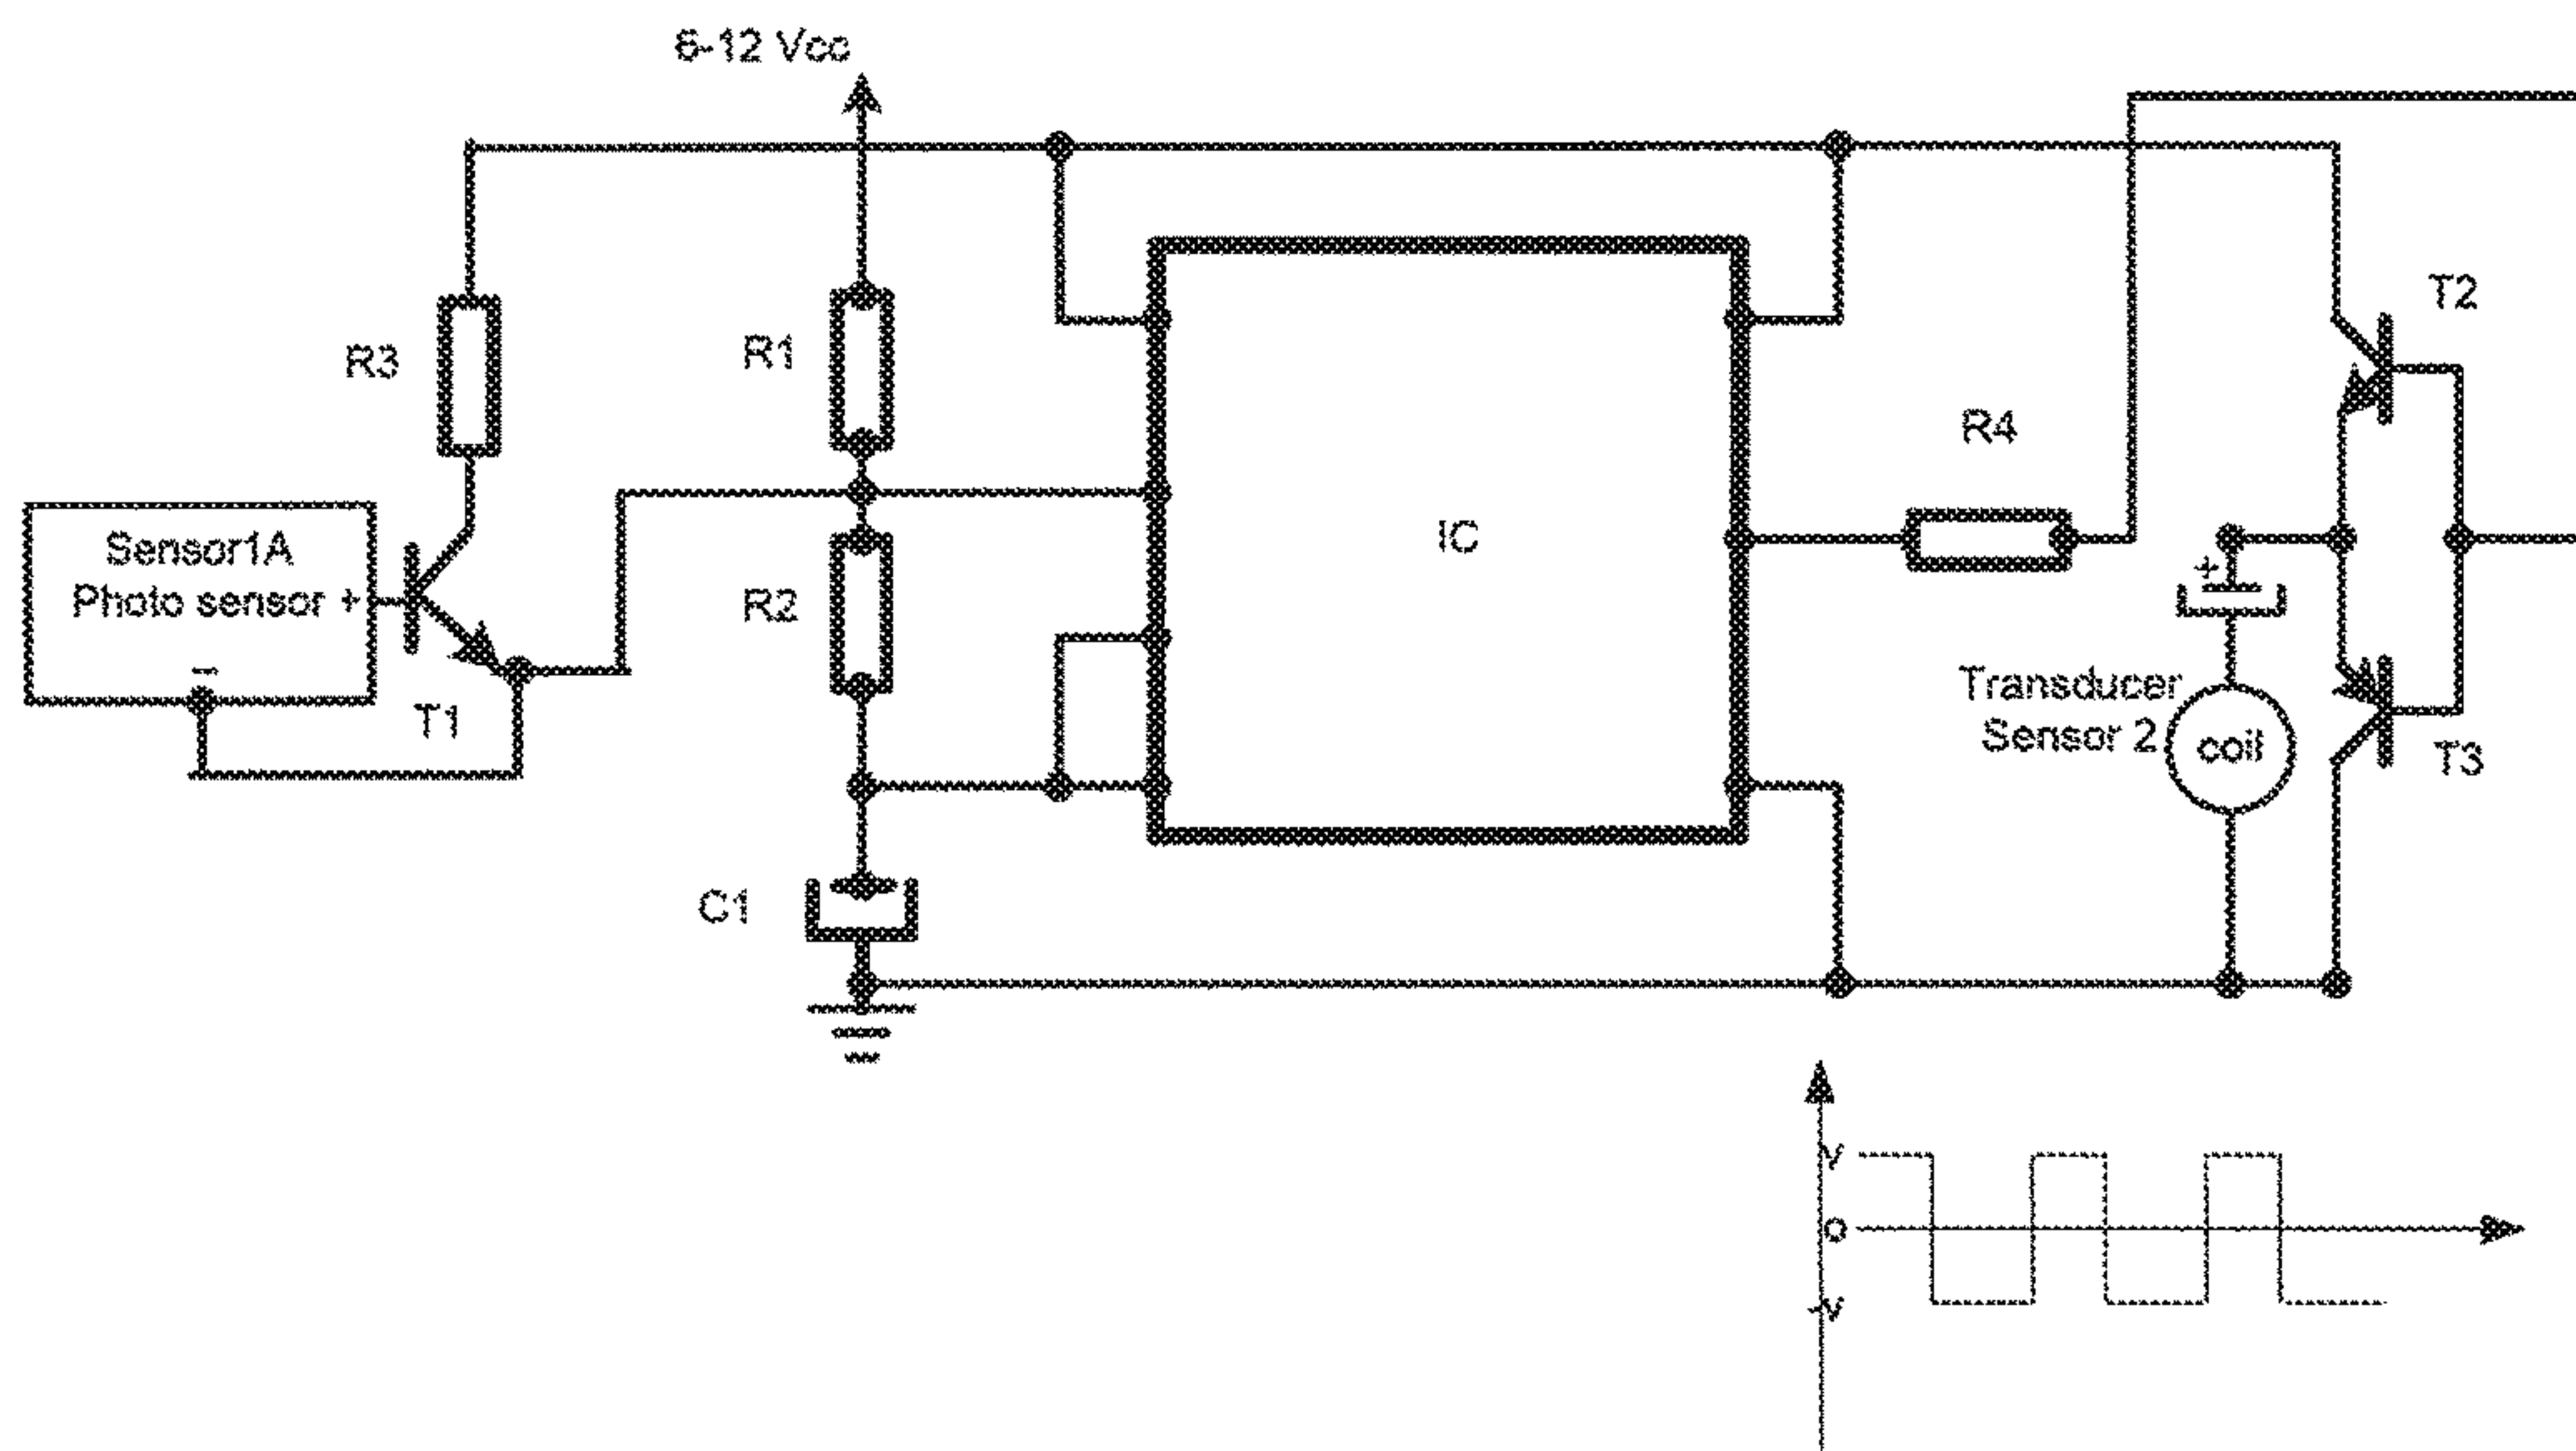 6-12 Vcc
R3
R1
T2
R4
Sensor1A
Photo sensor +
-
IC
R2
+
T1
Transducer
Sensor 2
coil
T3
C1
V
0
-V